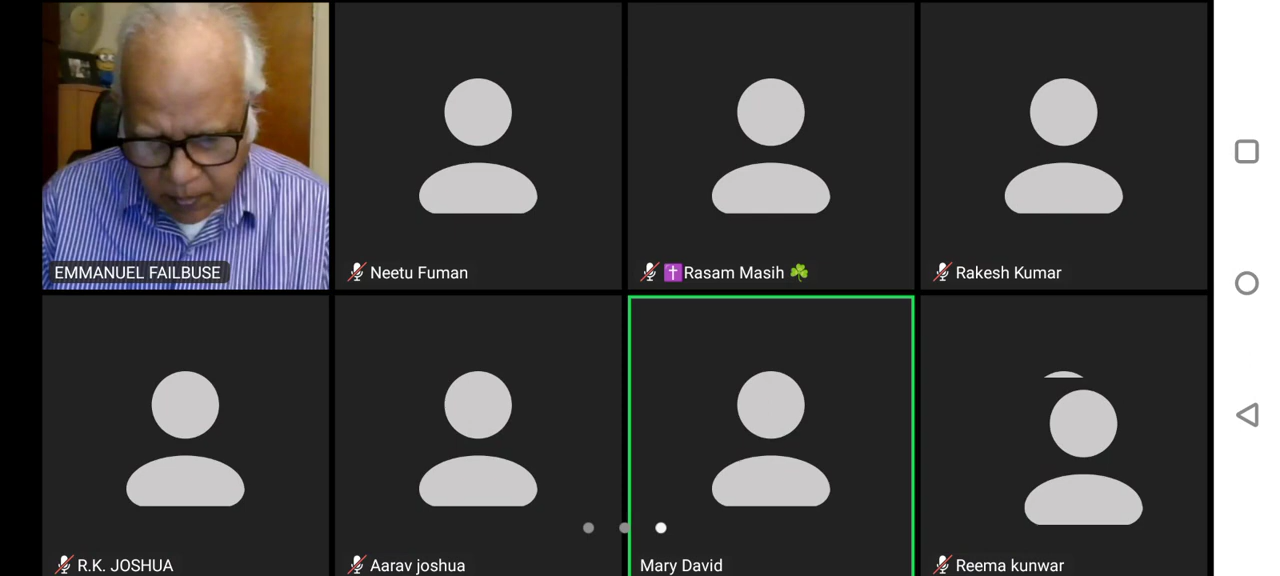 EMMANUEL FAILBUSE
Neetu Fuman
✝️Rasam Masih ☘️
Rakesh Kumar
R.K. JOSHUA
Aarav joshua
Mary David
Reema kunwar